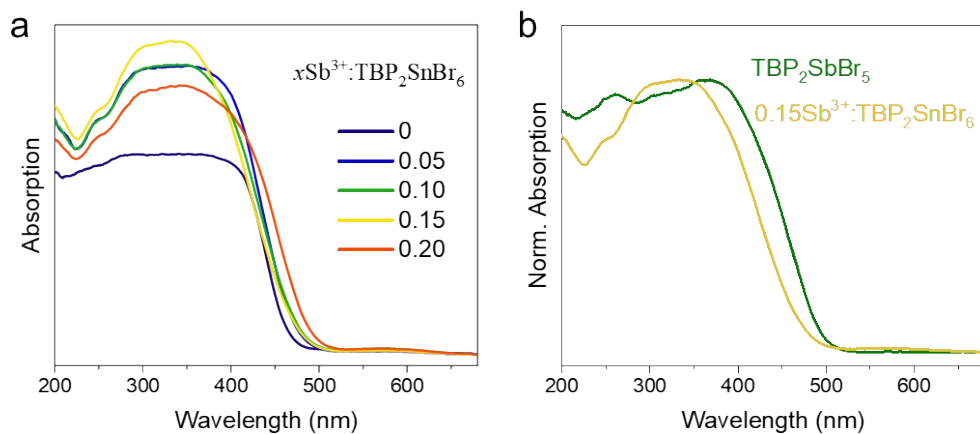 a
xSb³⁺:TBP₂SnBr₆
0
0.05
0.10
0.15
0.20
Absorption
200 300 400 500 600
Wavelength (nm)
b
TBP₂SbBr₅
0.15Sb³⁺:TBP₂SnBr₆
Norm. Absorption
200 300 400 500 600
Wavelength (nm)